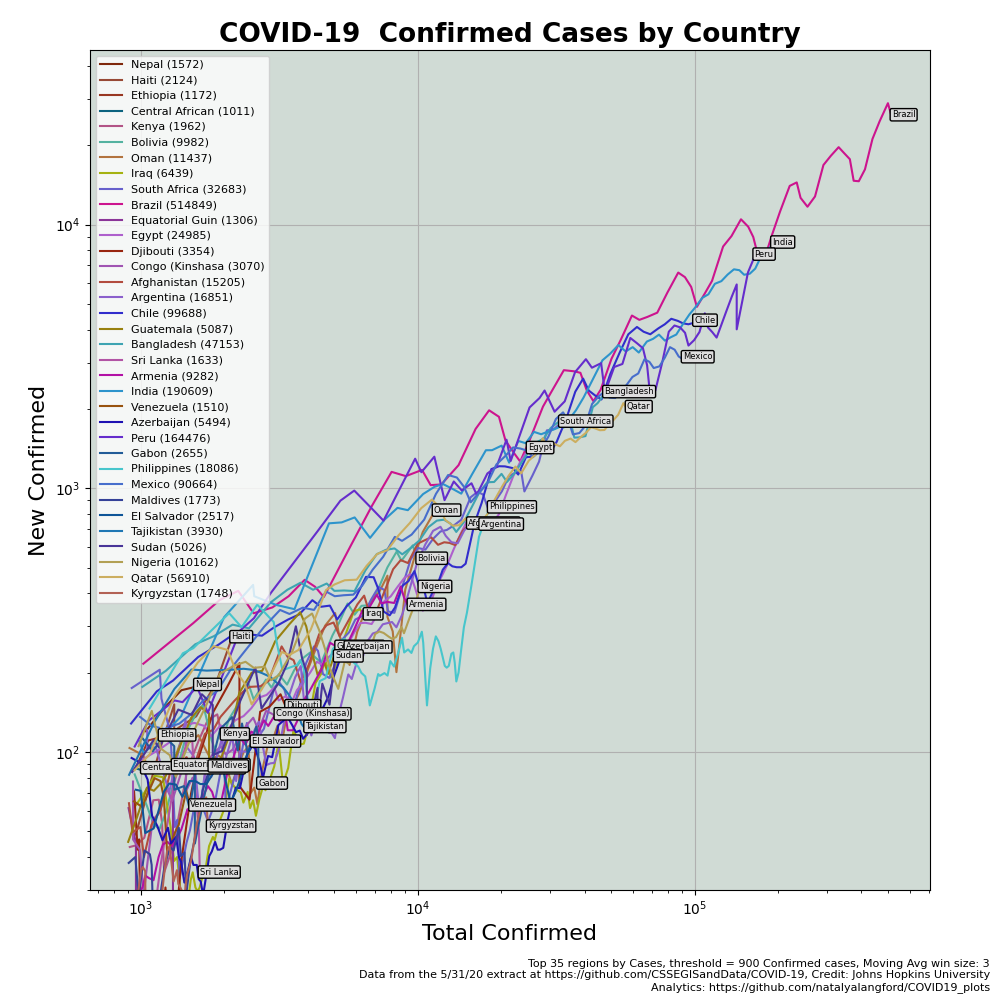 COVID-19 Confirmed Cases by Country
Nepal (1572)
Haiti (2124)
Ethiopia (1172)
Central African (1011)
Kenya (1962)
Bolivia (9982)
Oman (11437)
Iraq (6439)
South Africa (32683)
Brazil (514849)
Equatorial Guin (1306)
Egypt (24985)
Djibouti (3354)
Congo (Kinshasa (3070)
Afghanistan (15205)
Argentina (16851)
Chile (99688)
Guatemala (5087)
Bangladesh (47153)
Sri Lanka (1633)
Armenia (9282)
India (190609)
Venezuela (1510)
Azerbaijan (5494)
Peru (164476)
Gabon (2655)
Philippines (18086)
Mexico (90664)
Maldives (1773)
El Salvador (2517)
Tajikistan (3930)
Sudan (5026)
Nigeria (10162)
Qatar (56910)
Kyrgyzstan (1748)
Brazil
India
Peru
Chile
Mexico
Bangladesh
Qatar
South Africa
Egypt
Philippines
Oman
Argentina
Bolivia
Nigeria
Armenia
Iraq
Haiti
Azerbaijan
Sudan
Nepal
Djibouti
Congo (Kinshasa)
Tajikistan
Ethiopia
Kenya
El Salvador
Central
Equatori
Maldives
Gabon
Venezuela
Kyrgyzstan
Sri Lanka
10⁴
10³
10²
New Confirmed
10³
10⁴
10⁵
Total Confirmed
Top 35 regions by Cases, threshold = 900 Confirmed cases, Moving Avg win size: 3
Data from the 5/31/20 extract at https://github.com/CSSEGISandData/COVID-19, Credit: Johns Hopkins University
Analytics: https://github.com/natalyalangford/COVID19_plots